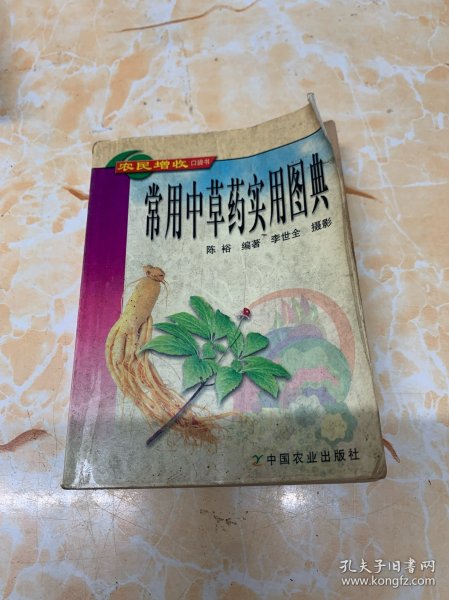 农民增收口袋书
常用中草药实用图典
陈裕 编著 李世全 摄影
中国农业出版社
孔夫子旧书网
www.kongfz.com